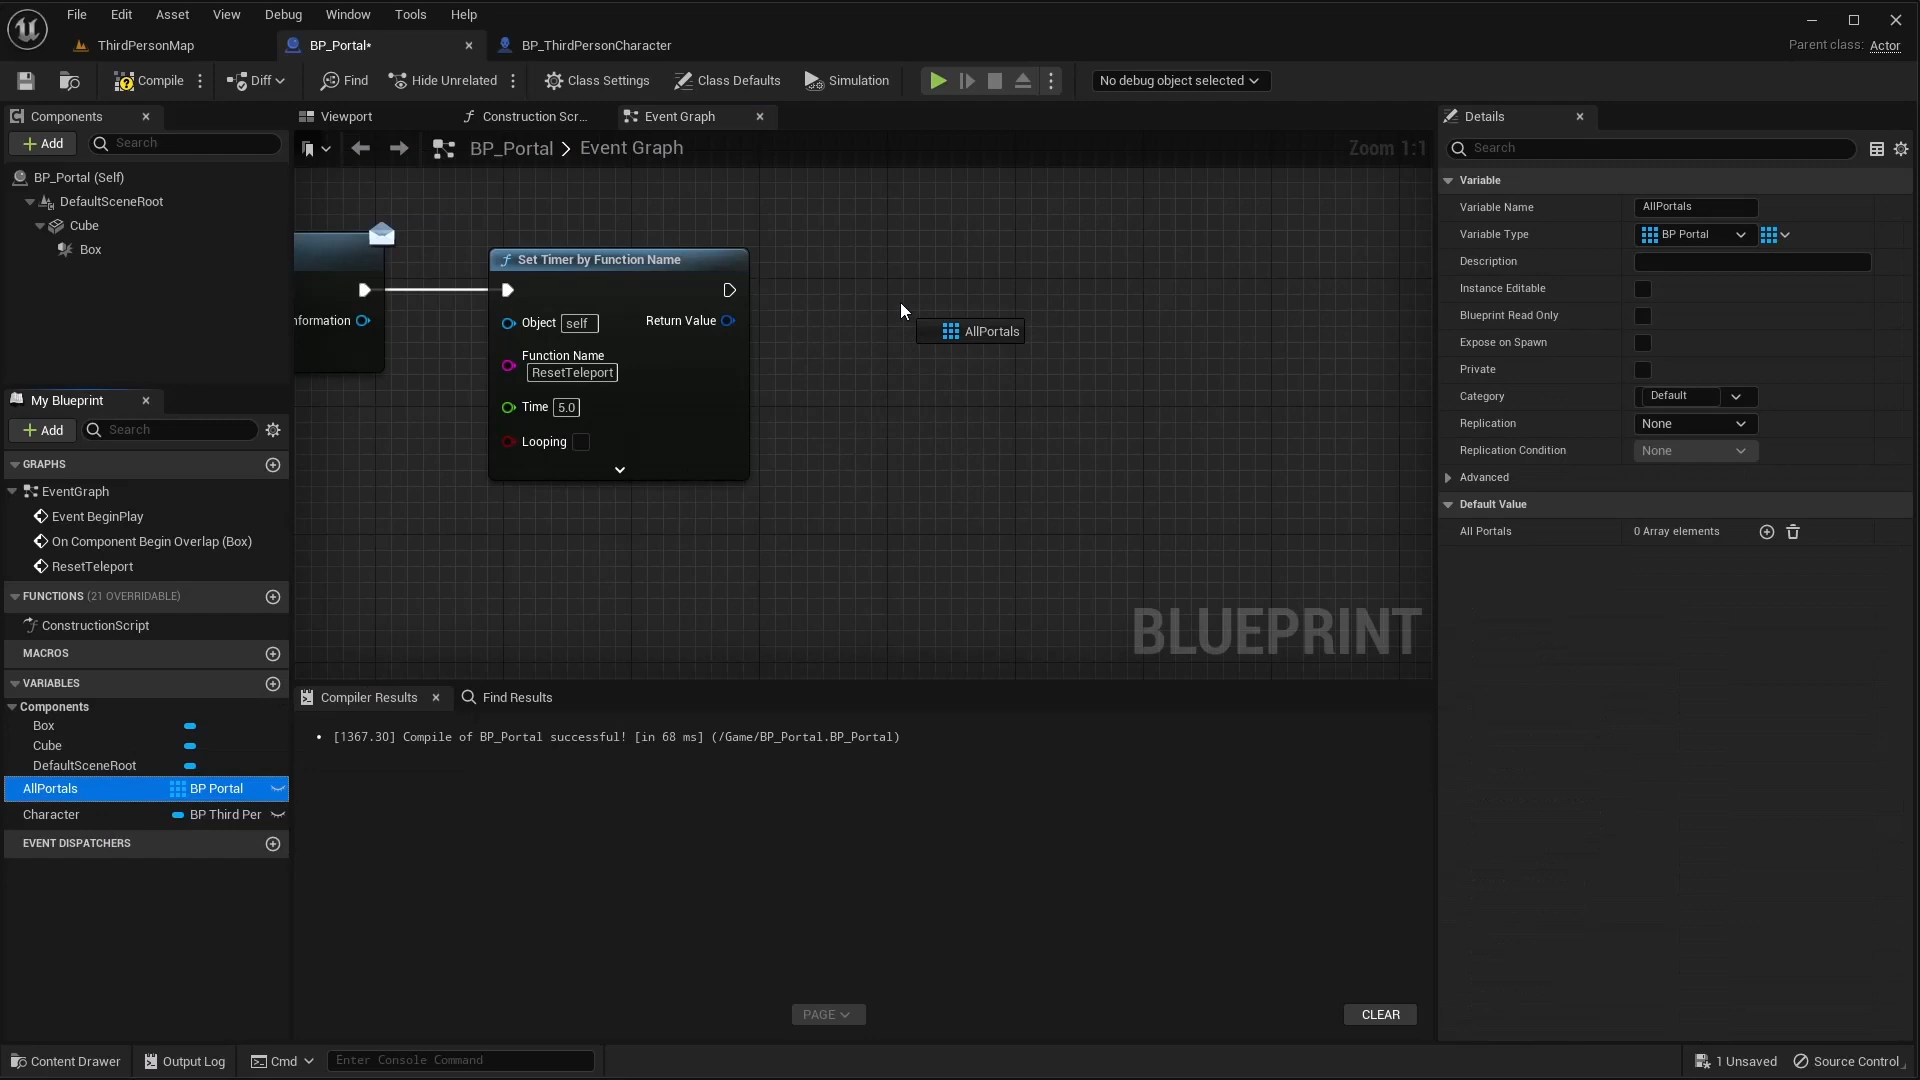 File Edit Asset View Debug Window Tools Help
ThirdPersonMap BP_Portal* BP_ThirdPersonCharacter Parent class: Actor
Compile Diff Find Hide Unrelated Class Settings Class Defaults Simulation No debug object selected
Components Viewport Construction Scr... Event Graph Details
Add Search BP_Portal > Event Graph Zoom 1:1 Search
BP_Portal (Self)
DefaultSceneRoot
Cube
Box
Set Timer by Function Name
Object self Return Value
nformation
Function Name
ResetTeleport
Time 5.0
Looping
AllPortals
BLUEPRINT
Variable
Variable Name AllPortals
Variable Type BP Portal
Description
Instance Editable
Blueprint Read Only
Expose on Spawn
Private
Category Default
Replication None
Replication Condition None
Advanced
Default Value
All Portals 0 Array elements
My Blueprint
Add Search
GRAPHS
EventGraph
Event BeginPlay
On Component Begin Overlap (Box)
ResetTeleport
FUNCTIONS (21 OVERRIDABLE)
ConstructionScript
MACROS
VARIABLES
Components
Box
Cube
DefaultSceneRoot
AllPortals BP Portal
Character BP Third Per
EVENT DISPATCHERS
Compiler Results Find Results
[1367.30] Compile of BP_Portal successful! [in 68 ms] (/Game/BP_Portal.BP_Portal)
PAGE CLEAR
Content Drawer Output Log Cmd Enter Console Command 1 Unsaved Source Control